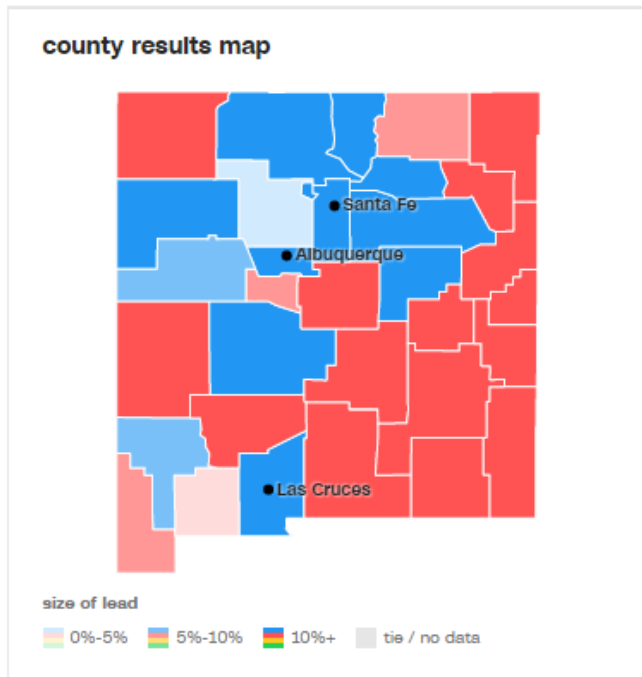 county results map
Santa Fe
Albuquerque
Las Cruces
size of lead
0%-5% 5%-10% 10%+ tie / no data